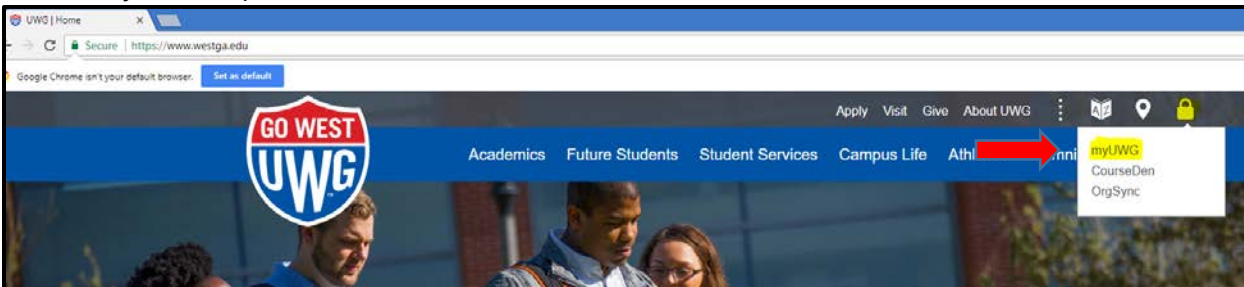 UWG | Home
Secure | https://www.westga.edu
Google Chrome isn't your default browser. Set as default
Apply Visit Give About UWG
A Z
GO WEST
UWG
Academics Future Students Student Services Campus Life
myUWG
CourseDen
OrgSync